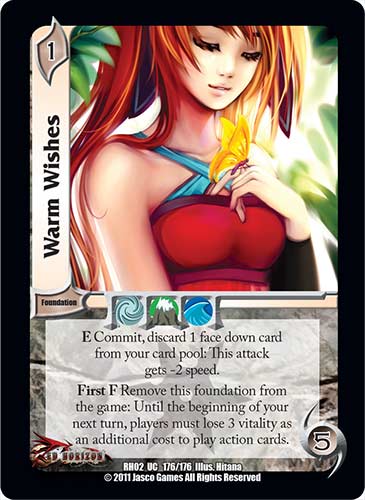 1
Warm Wishes
Foundation
E Commit, discard 1 face down card
from your card pool: This attack
gets -2 speed.
First F Remove this foundation from
the game: Until the beginning of your
next turn, players must lose 3 vitality as
an additional cost to play action cards.
5
RED HORIZON
RH02 UC 176/176 Illus. Hitana
© 2011 Jasco Games All Rights Reserved